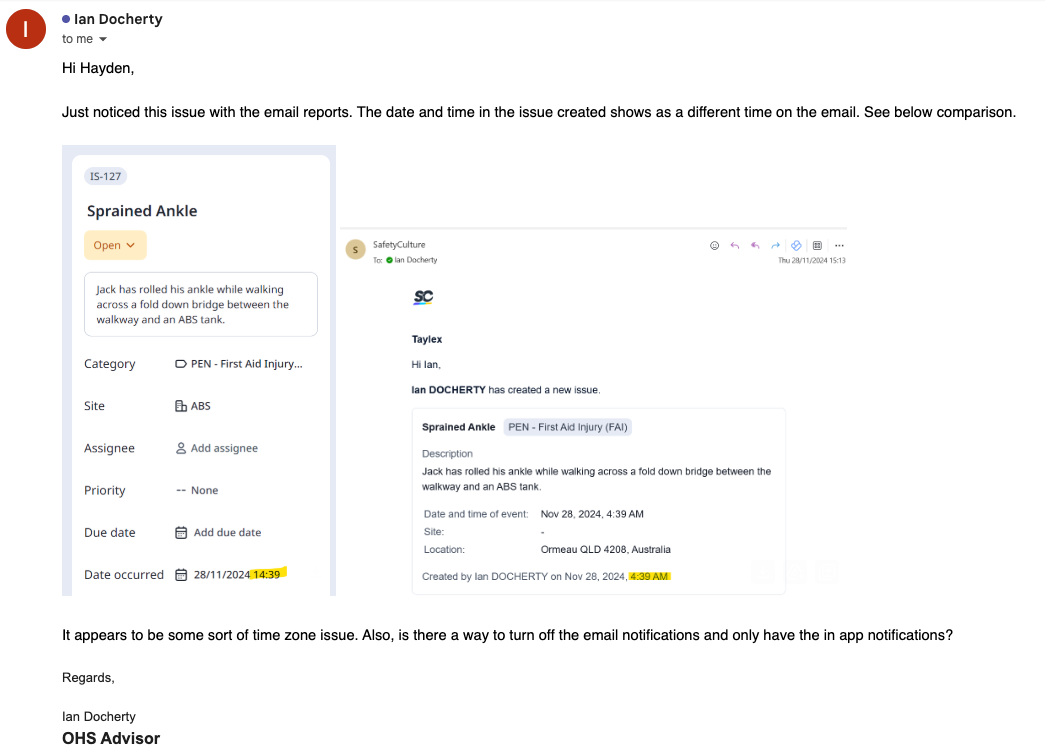 I
Ian Docherty
to me
Hi Hayden,
Just noticed this issue with the email reports. The date and time in the issue created shows as a different time on the email. See below comparison.
IS-127
Sprained Ankle
Open
Jack has rolled his ankle while walking
across a fold down bridge between the
walkway and an ABS tank.
Category PEN - First Aid Injury...
Site ABS
Assignee Add assignee
Priority -- None
Due date Add due date
Date occurred 28/11/2024 14:39
S
SafetyCulture
To: Ian Docherty
Thu 28/11/2024 15:13
SC
Taylex
Hi Ian,
Ian DOCHERTY has created a new issue.
Sprained Ankle PEN - First Aid Injury (FAI)
Description
Jack has rolled his ankle while walking across a fold down bridge between the
walkway and an ABS tank.
Date and time of event: Nov 28, 2024, 4:39 AM
Site: -
Location: Ormeau QLD 4208, Australia
Created by Ian DOCHERTY on Nov 28, 2024, 4:39 AM
It appears to be some sort of time zone issue. Also, is there a way to turn off the email notifications and only have the in app notifications?
Regards,
Ian Docherty
OHS Advisor